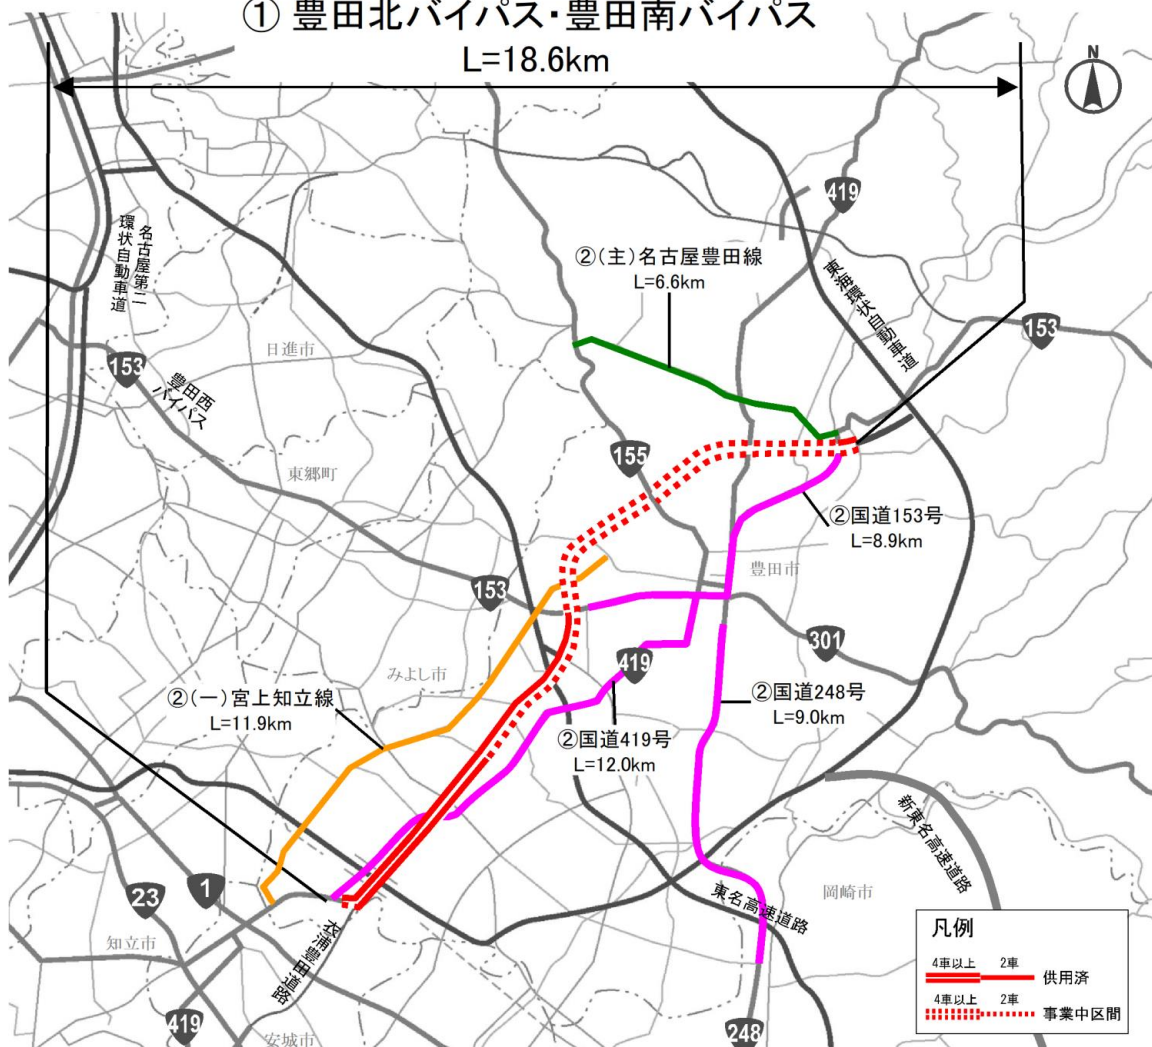 ① 豊田北バイパス・豊田南バイパス
L=18.6km
N
419
名古屋第二
環状自動車道
②(主)名古屋豊田線
L=6.6km
東海環状自動車道
153
日進市
153
豊田西
バイパス
155
東郷町
②国道153号
L=8.9km
豊田市
153
301
みよし市
419
②(一)宮上知立線
L=11.9km
②国道248号
L=9.0km
②国道419号
L=12.0km
新東名高速道路
23
1
東名高速道路
岡崎市
知立市
衣浦豊田道路
419
安城市
248
凡例
4車以上 2車
供用済
4車以上 2車
事業中区間